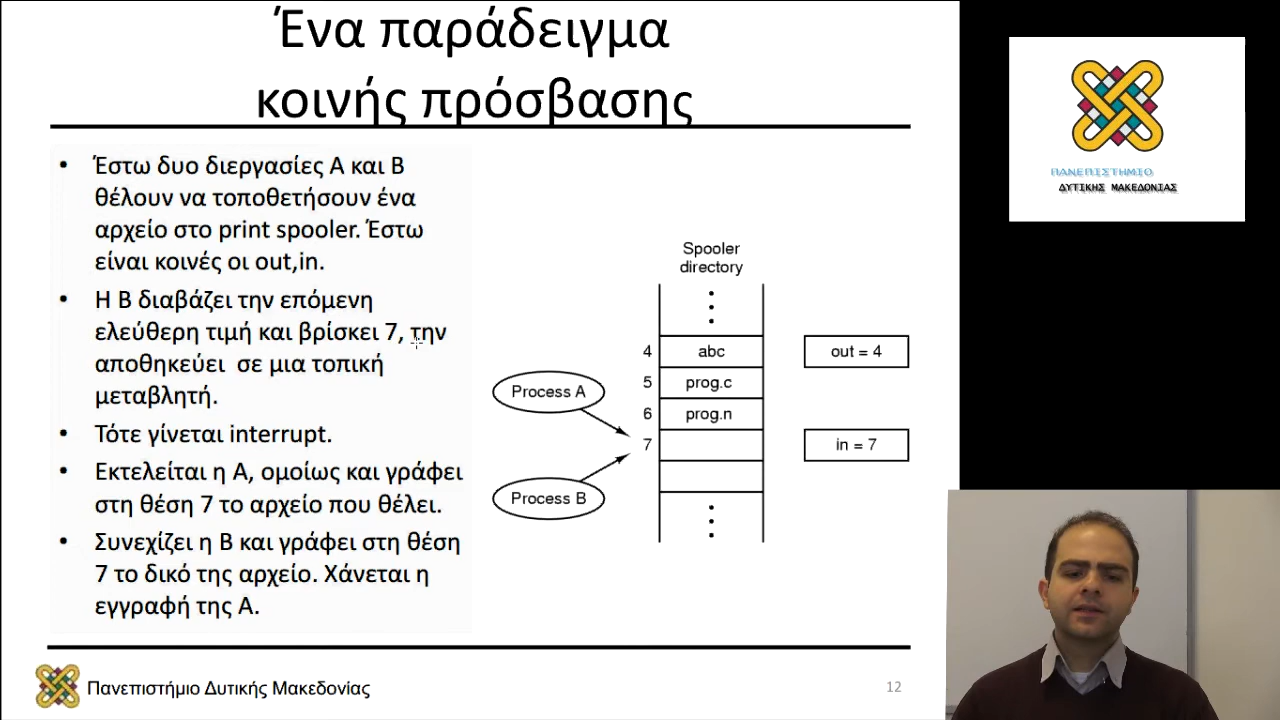 Ένα παράδειγμα
κοινής πρόσβασης
• Έστω δυο διεργασίες Α και Β
θέλουν να τοποθετήσουν ένα
αρχείο στο print spooler. Έστω
είναι κοινές οι out,in.
• Η Β διαβάζει την επόμενη
ελεύθερη τιμή και βρίσκει 7, την
αποθηκεύει σε μια τοπική
μεταβλητή.
• Τότε γίνεται interrupt.
• Εκτελείται η Α, ομοίως και γράφει
στη θέση 7 το αρχείο που θέλει.
• Συνεχίζει η Β και γράφει στη θέση
7 το δικό της αρχείο. Χάνεται η
εγγραφή της Α.
Spooler
directory
4 abc out = 4
5 prog.c
Process A
6 prog.n
7 in = 7
Process B
Πανεπιστήμιο Δυτικής Μακεδονίας
12
ΠΑΝΕΠΙΣΤΗΜΙΟ
ΔΥΤΙΚΗΣ ΜΑΚΕΔΟΝΙΑΣ